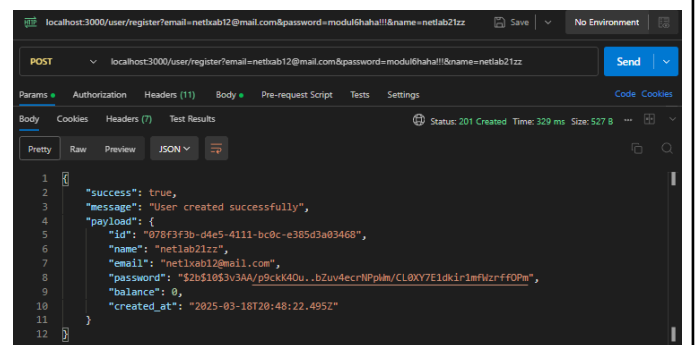 localhost:3000/user/register?email=netlxab12@mail.com&password=modul6haha!!!&name=netlab21zz Save No Environment
POST localhost:3000/user/register?email=netlxab12@mail.com&password=modul6haha!!!&name=netlab21zz Send
Params Authorization Headers (11) Body Pre-request Script Tests Settings Code Cookies
Body Cookies Headers (7) Test Results Status: 201 Created Time: 329 ms Size: 527 B
Pretty Raw Preview JSON
1 {
2 "success": true,
3 "message": "User created successfully",
4 "payload": {
5 "id": "078f3f3b-d4e5-4111-bc0c-e385d3a03468",
6 "name": "netlab21zz",
7 "email": "netlxab12@mail.com",
8 "password": "$2b$10$3v3AA/p9ckK4Ou..bZuv4ecrNPpWm/CL0XY7E1dkir1mfWzrffOPm",
9 "balance": 0,
10 "created_at": "2025-03-18T20:48:22.495Z"
11 }
12 }